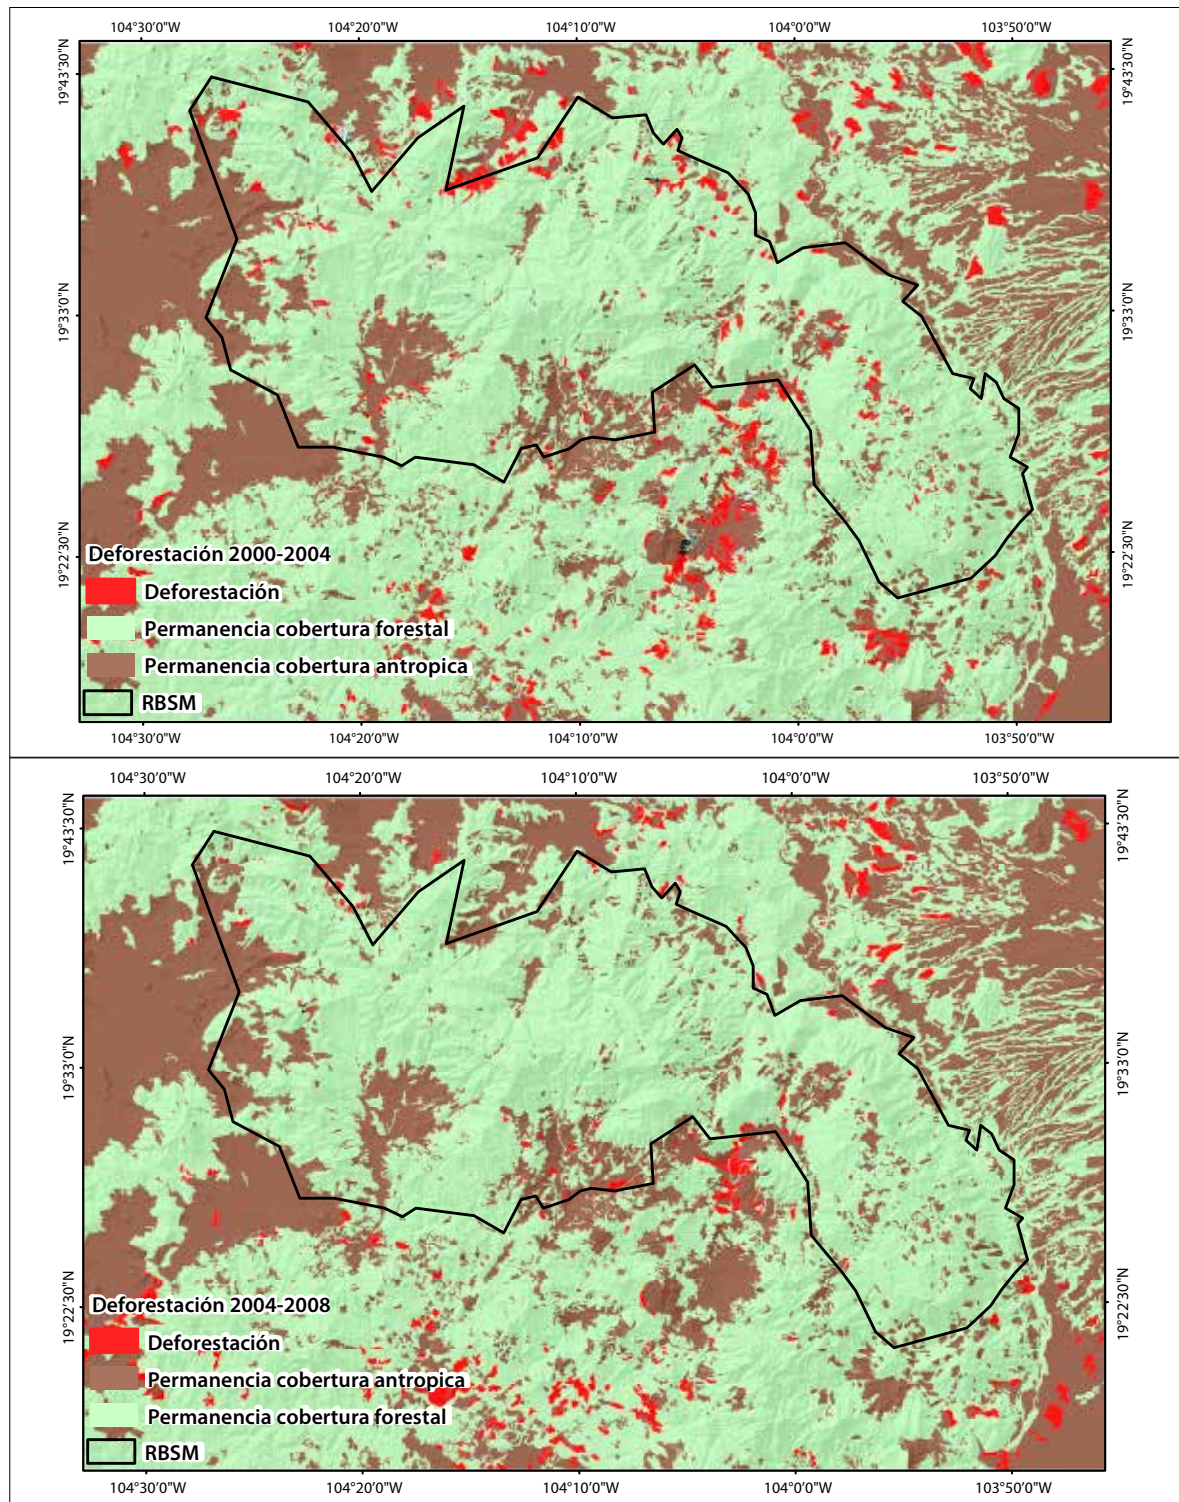 104°30'0"W 104°20'0"W 104°10'0"W 104°0'0"W 103°50'0"W
19°43'30"N
19°43'30"N
19°33'0"N
19°33'0"N
19°22'30"N
19°22'30"N
Deforestación 2000-2004
Deforestación
Permanencia cobertura forestal
Permanencia cobertura antropica
RBSM
104°30'0"W 104°20'0"W 104°10'0"W 104°0'0"W 103°50'0"W
104°30'0"W 104°20'0"W 104°10'0"W 104°0'0"W 103°50'0"W
19°43'30"N
19°43'30"N
19°33'0"N
19°33'0"N
19°22'30"N
19°22'30"N
Deforestación 2004-2008
Deforestación
Permanencia cobertura antropica
Permanencia cobertura forestal
RBSM
104°30'0"W 104°20'0"W 104°10'0"W 104°0'0"W 103°50'0"W